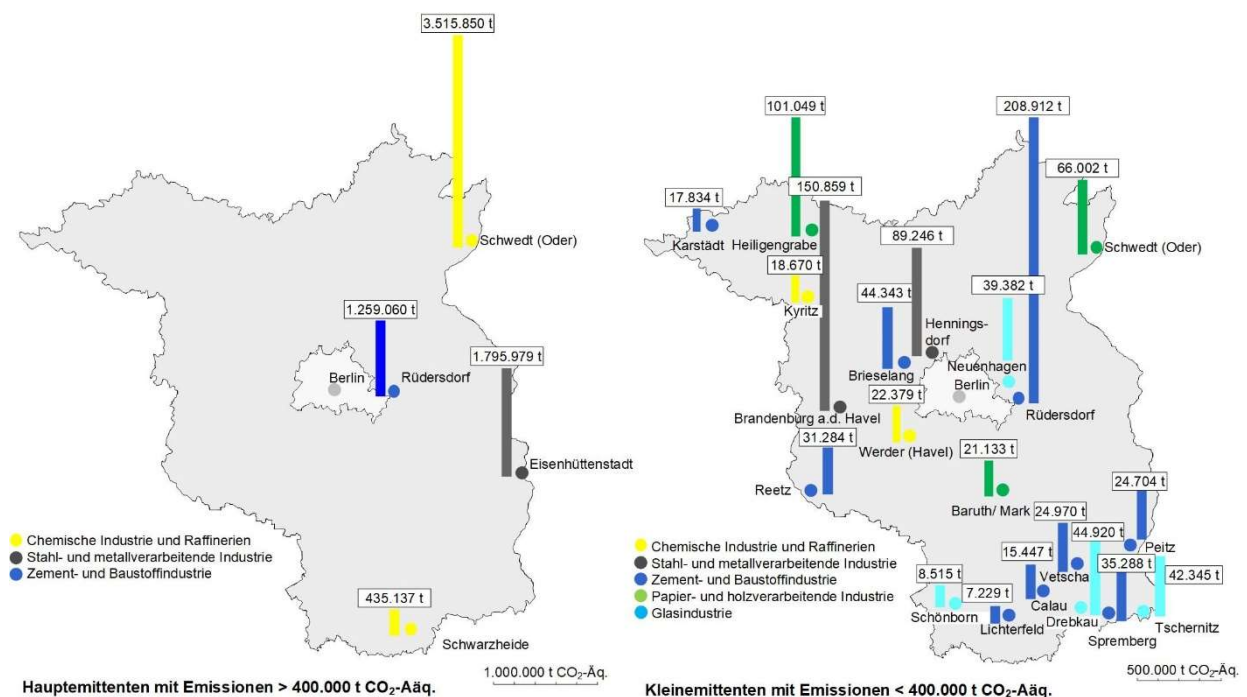 3.515.850 t
Schwedt (Oder)
1.259.060 t
1.795.979 t
Berlin
Rüdersdorf
Eisenhüttenstadt
Chemische Industrie und Raffinerien
Stahl- und metallverarbeitende Industrie
Zement- und Baustoffindustrie
435.137 t
Schwarzheide
1.000.000 t CO₂-Äq.
Hauptemittenten mit Emissionen > 400.000 t CO₂-Aäq.
101.049 t
208.912 t
66.002 t
17.834 t
150.859 t
Karstädt
Heiligengrabe
89.246 t
Schwedt (Oder)
18.670 t
39.382 t
44.343 t
Kyritz
Hennings-
dorf
Neuenhagen
Brieselang
Berlin
22.379 t
Rüdersdorf
Brandenburg a.d. Havel
31.284 t
Werder (Havel)
21.133 t
24.704 t
Reetz
Baruth/ Mark
24.970 t
44.920 t
Peitz
Chemische Industrie und Raffinerien
Stahl- und metallverarbeitende Industrie
Zement- und Baustoffindustrie
Papier- und holzverarbeitende Industrie
Glasindustrie
15.447 t
35.288 t
42.345 t
Vetscha
8.515 t
7.229 t
Calau
Schönborn
Drebkau
Lichterfeld
Spremberg
Tschernitz
500.000 t CO₂-Äq.
Kleinemittenten mit Emissionen < 400.000 t CO₂-Aäq.